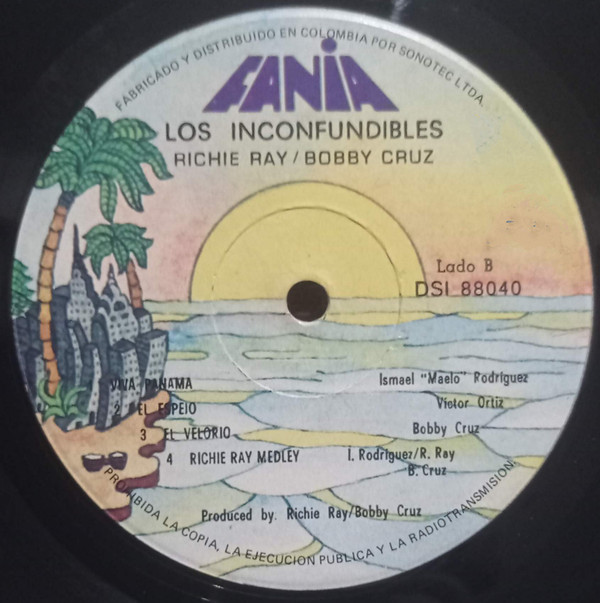 FABRICADO Y DISTRIBUIDO EN COLOMBIA POR SONOTEC LTDA.
FANIA
LOS INCONFUNDIBLES
RICHIE RAY / BOBBY CRUZ
Lado B
DSI 88040
VIVA PANAMA Ismael "Maelo" Rodríguez
2 EL ESPEJO Victor Ortiz
3 EL VELORIO Bobby Cruz
4 RICHIE RAY MEDLEY I. Rodríguez/R. Ray
B. Cruz
Produced by. Richie Ray/Bobby Cruz
PROHIBIDA LA COPIA, LA EJECUCION PUBLICA Y LA RADIOTRANSMISION.